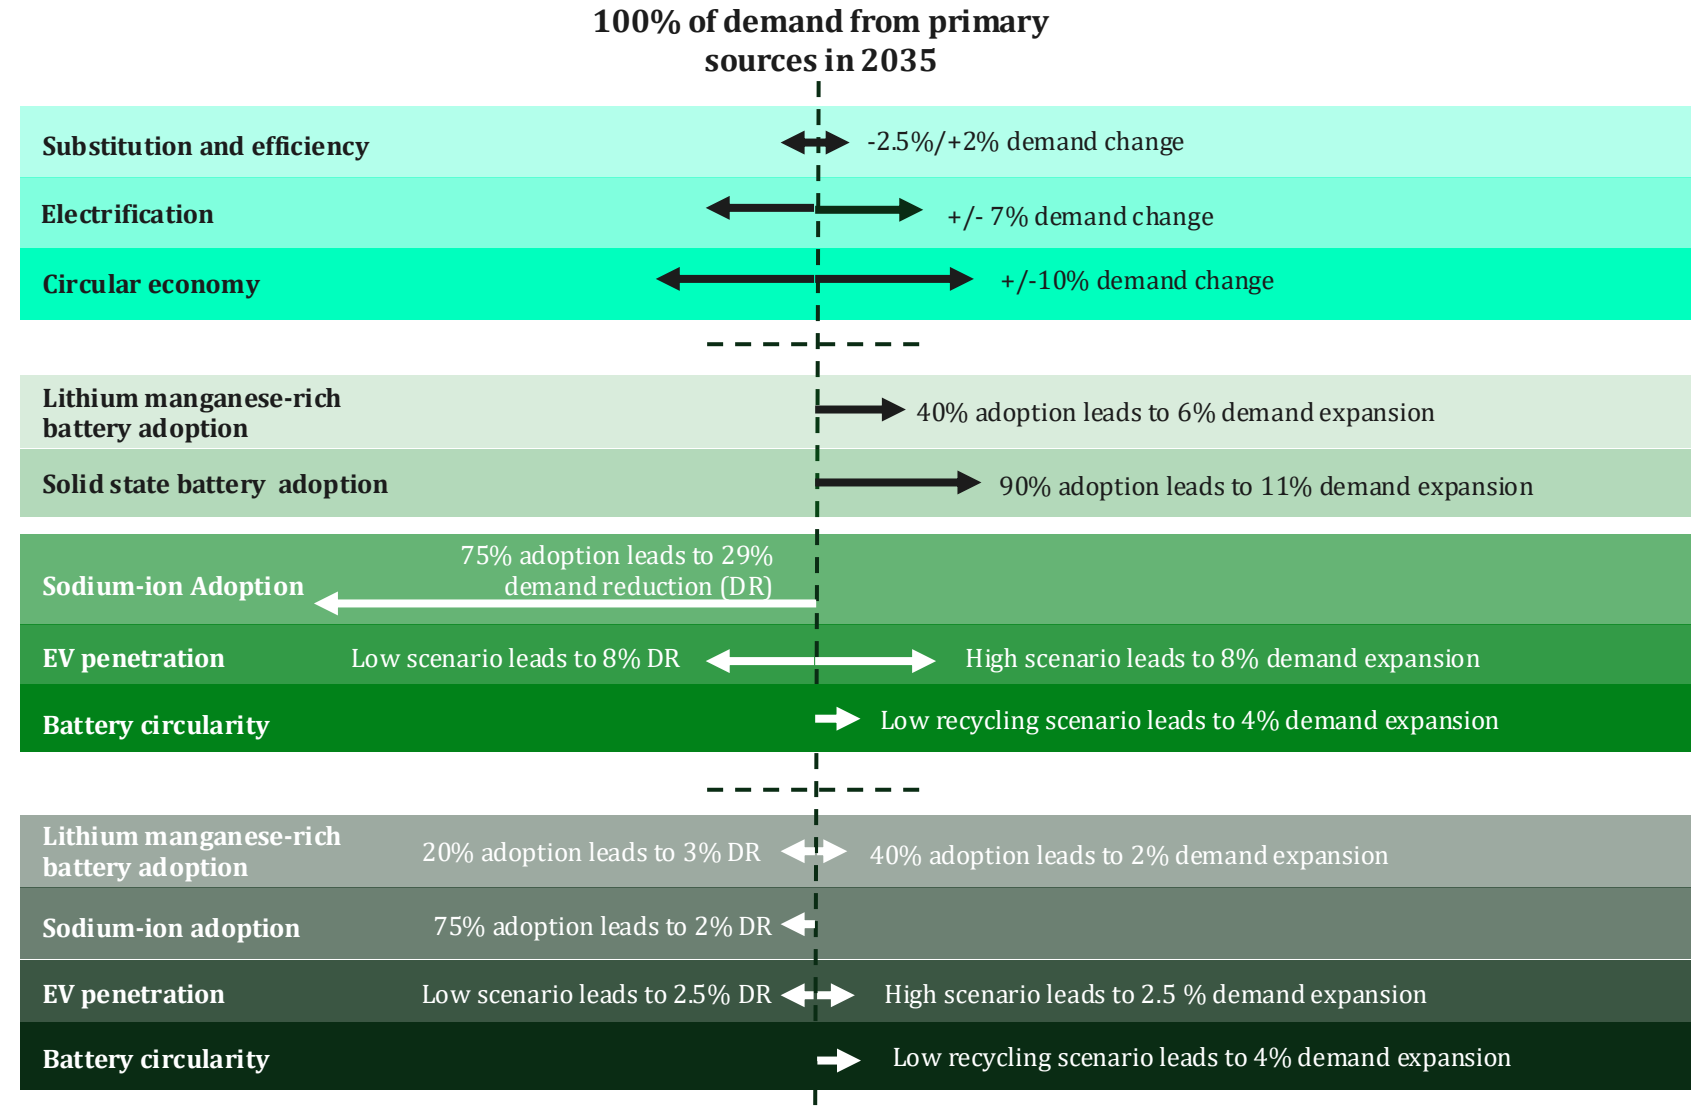 100% of demand from primary
sources in 2035
Substitution and efficiency
-2.5%/+2% demand change
Electrification
+/- 7% demand change
Circular economy
+/-10% demand change
Lithium manganese-rich
battery adoption
40% adoption leads to 6% demand expansion
Solid state battery adoption
90% adoption leads to 11% demand expansion
75% adoption leads to 29%
demand reduction (DR)
Sodium-ion Adoption
EV penetration
Low scenario leads to 8% DR
High scenario leads to 8% demand expansion
Battery circularity
Low recycling scenario leads to 4% demand expansion
Lithium manganese-rich
battery adoption
20% adoption leads to 3% DR
40% adoption leads to 2% demand expansion
Sodium-ion adoption
75% adoption leads to 2% DR
EV penetration
Low scenario leads to 2.5% DR
High scenario leads to 2.5 % demand expansion
Battery circularity
Low recycling scenario leads to 4% demand expansion